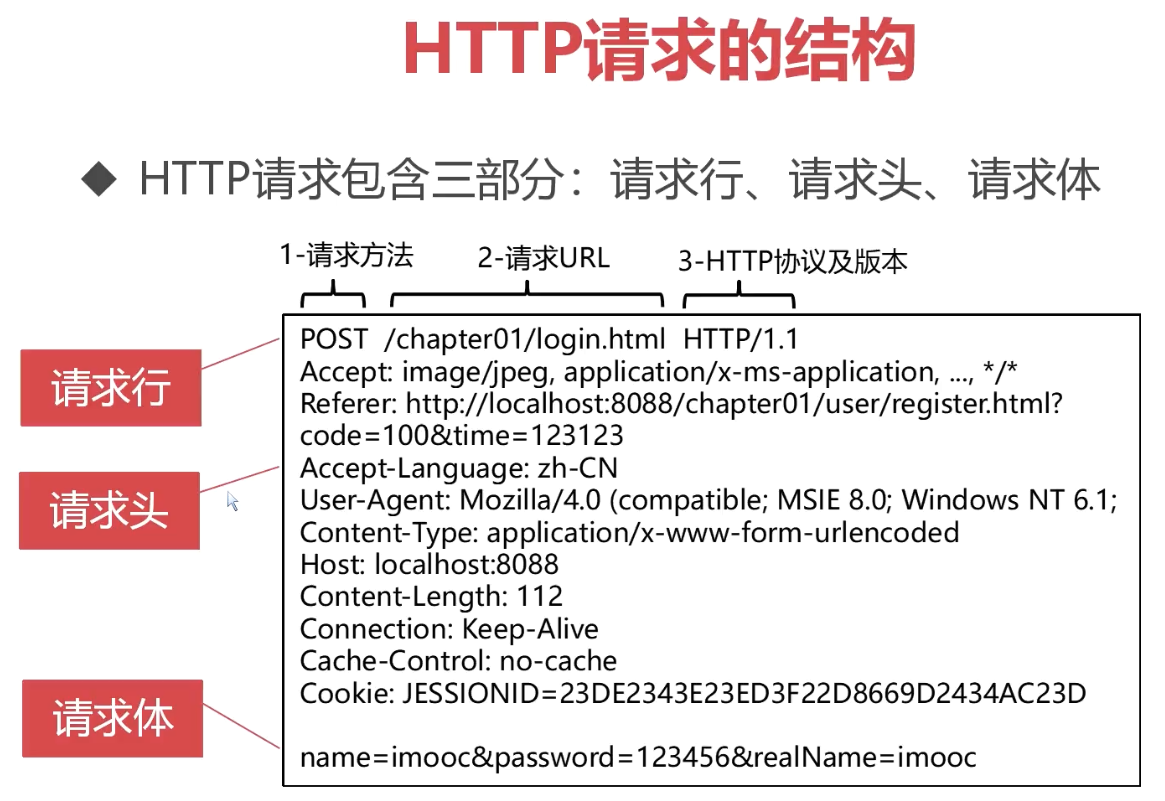 HTTP请求的结构
◆ HTTP请求包含三部分：请求行、请求头、请求体
1-请求方法 2-请求URL 3-HTTP协议及版本
请求行
请求头
请求体
POST /chapter01/login.html HTTP/1.1
Accept: image/jpeg, application/x-ms-application, ..., */*
Referer: http://localhost:8088/chapter01/user/register.html?
code=100&time=123123
Accept-Language: zh-CN
User-Agent: Mozilla/4.0 (compatible; MSIE 8.0; Windows NT 6.1;
Content-Type: application/x-www-form-urlencoded
Host: localhost:8088
Content-Length: 112
Connection: Keep-Alive
Cache-Control: no-cache
Cookie: JESSIONID=23DE2343E23ED3F22D8669D2434AC23D
name=imooc&password=123456&realName=imooc